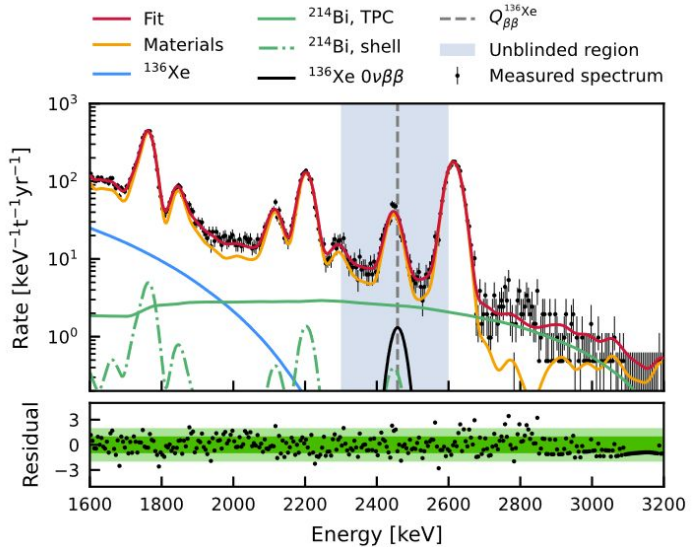 Fit
Materials
¹³⁶Xe
²¹⁴Bi, TPC
²¹⁴Bi, shell
¹³⁶Xe 0νββ
Q_{ββ}^{¹³⁶Xe}
Unblinded region
Measured spectrum
Rate [keV⁻¹t⁻¹yr⁻¹]
10³
10²
10¹
10⁰
Residual
3
0
−3
1600 1800 2000 2200 2400 2600 2800 3000 3200
Energy [keV]